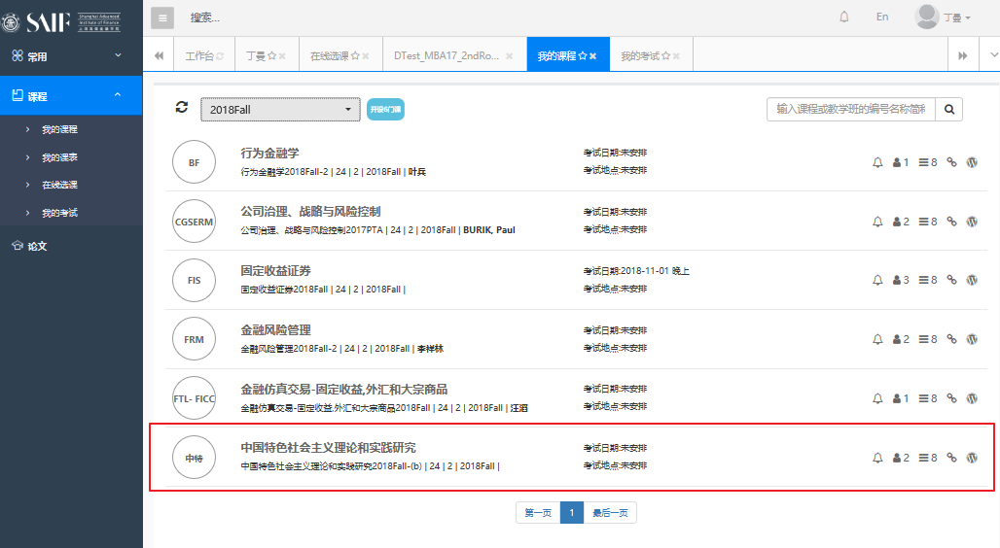 SAIF Shanghai Advanced Institute of Finance 上海高级金融学院
搜索...
En
丁曼
常用
课程
我的课程
我的课表
在线选课
我的考试
论文
工作台
丁曼
在线选课
DTest_MBA17_2ndRo...
我的课程
我的考试
2018Fall
输入课程或教学班的编号名称简称
BF
行为金融学
行为金融学2018Fall-2 | 24 | 2 | 2018Fall | 叶兵
考试日期:未安排
考试地点:未安排
1 8
CGSERM
公司治理、战略与风险控制
公司治理、战略与风险控制2017PTA | 24 | 2 | 2018Fall | BURIK, Paul
考试日期:未安排
考试地点:未安排
2 8
FIS
固定收益证券
固定收益证券2018Fall | 24 | 2 | 2018Fall |
考试日期:2018-11-01 晚上
考试地点:未安排
3 8
FRM
金融风险管理
金融风险管理2018Fall-2 | 24 | 2 | 2018Fall | 李祥林
考试日期:未安排
考试地点:未安排
2 8
FTL- FICC
金融仿真交易-固定收益,外汇和大宗商品
金融仿真交易-固定收益,外汇和大宗商品2018Fall | 24 | 2 | 2018Fall | 汪滔
考试日期:未安排
考试地点:未安排
1 8
中特
中国特色社会主义理论和实践研究
中国特色社会主义理论和实践研究2018Fall-(b) | 24 | 2 | 2018Fall |
考试日期:未安排
考试地点:未安排
2 8
第一页 1 最后一页